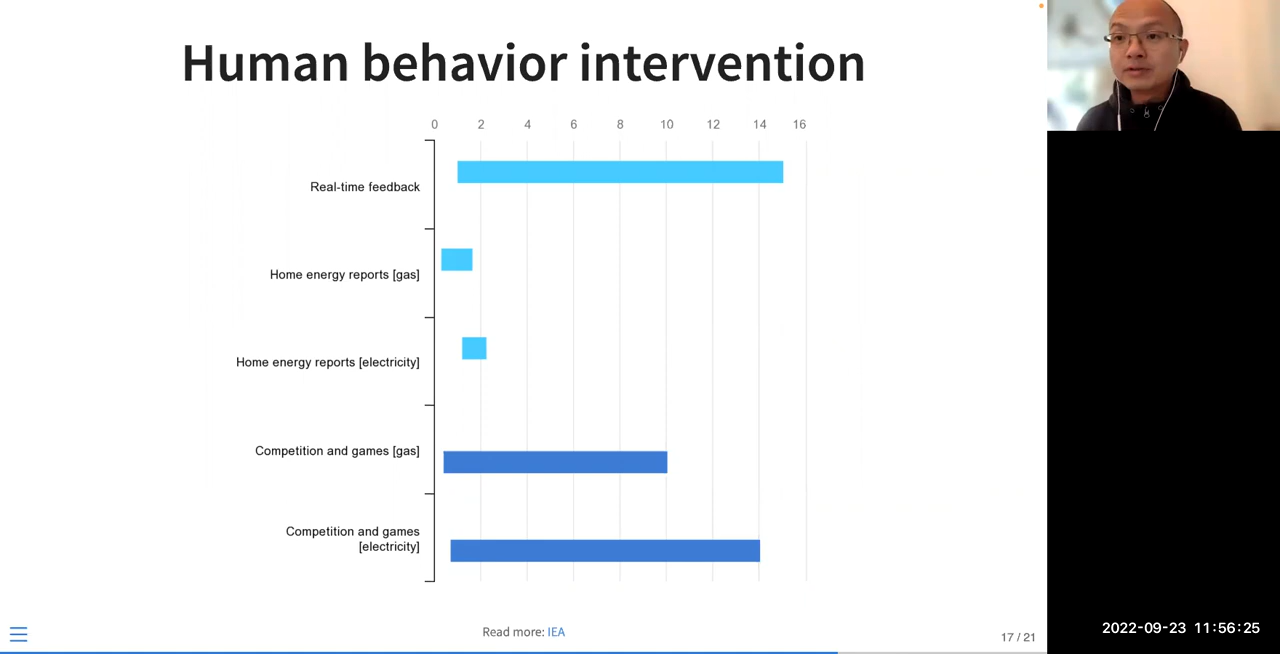 Human behavior intervention
0 2 4 6 8 10 12 14 16
Real-time feedback
Home energy reports [gas]
Home energy reports [electricity]
Competition and games [gas]
Competition and games
[electricity]
Read more: IEA
17 / 21
2022-09-23 11:56:25